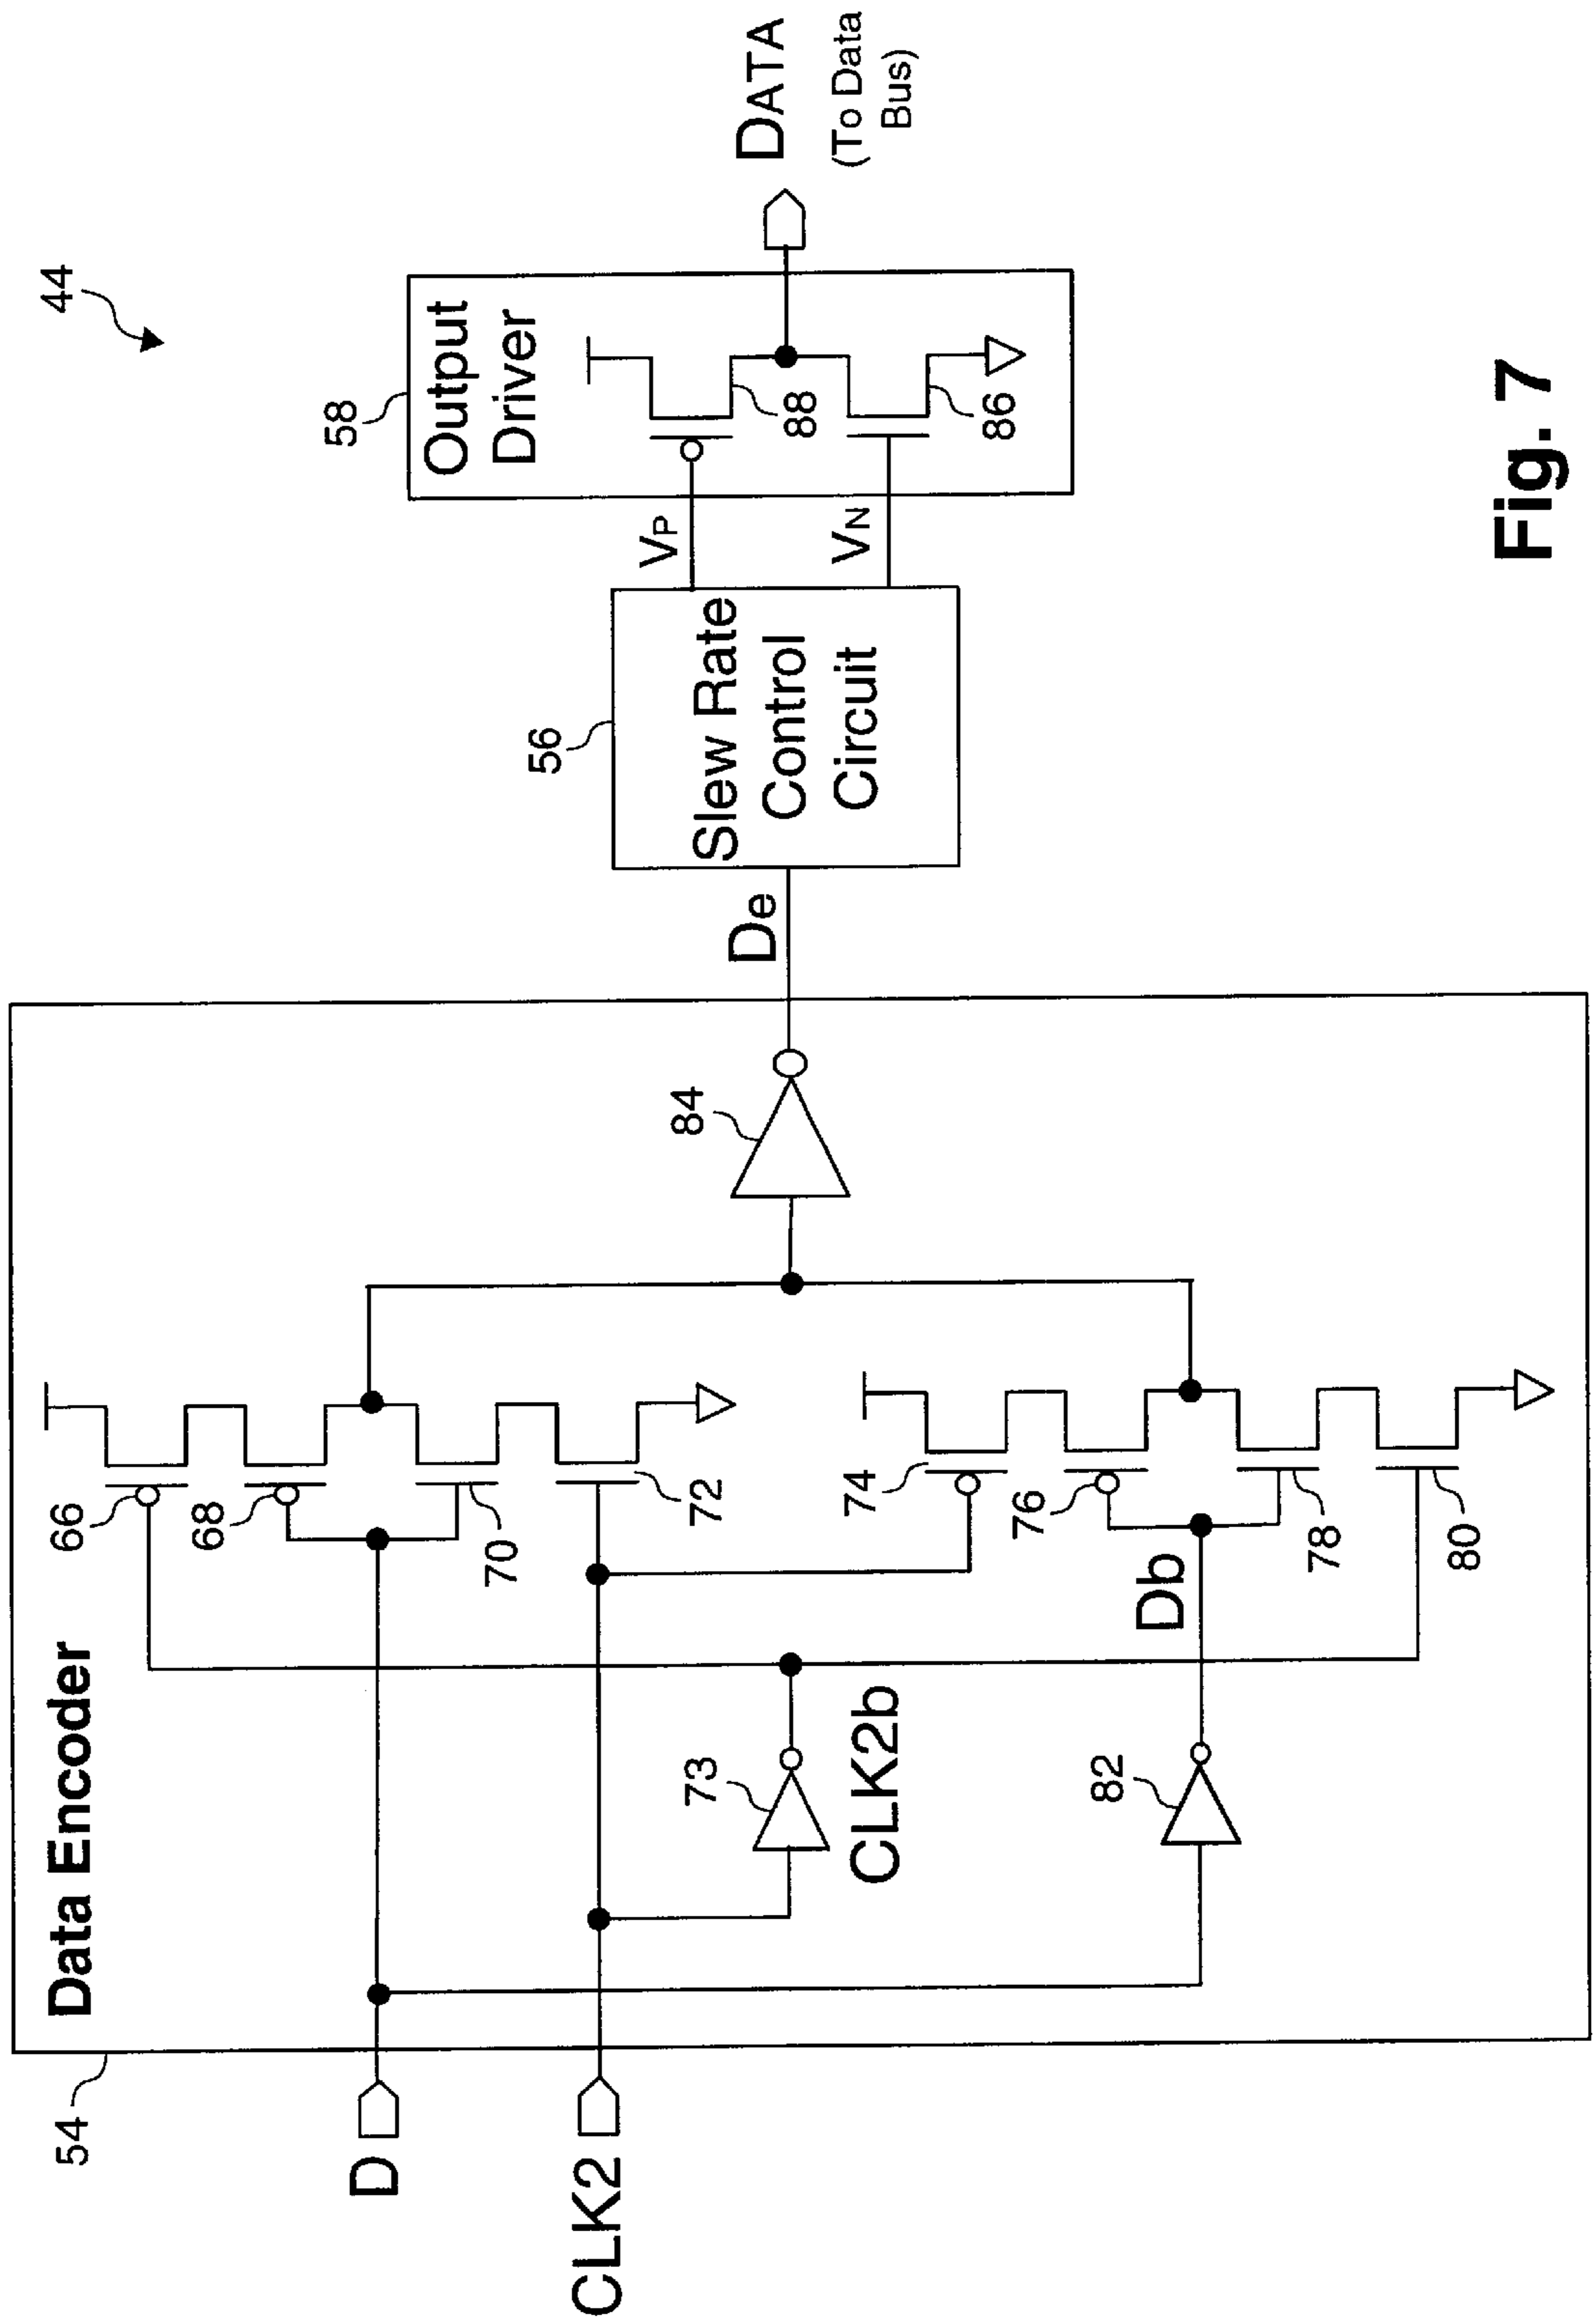 44
58
Output
Driver
88
86
DATA
(To Data
Bus)
VP
VN
56
Slew Rate
Control
Circuit
De
54
Data Encoder
66
68
70
72
74
76
78
80
84
73
CLK2b
82
Db
D
CLK2
Fig. 7